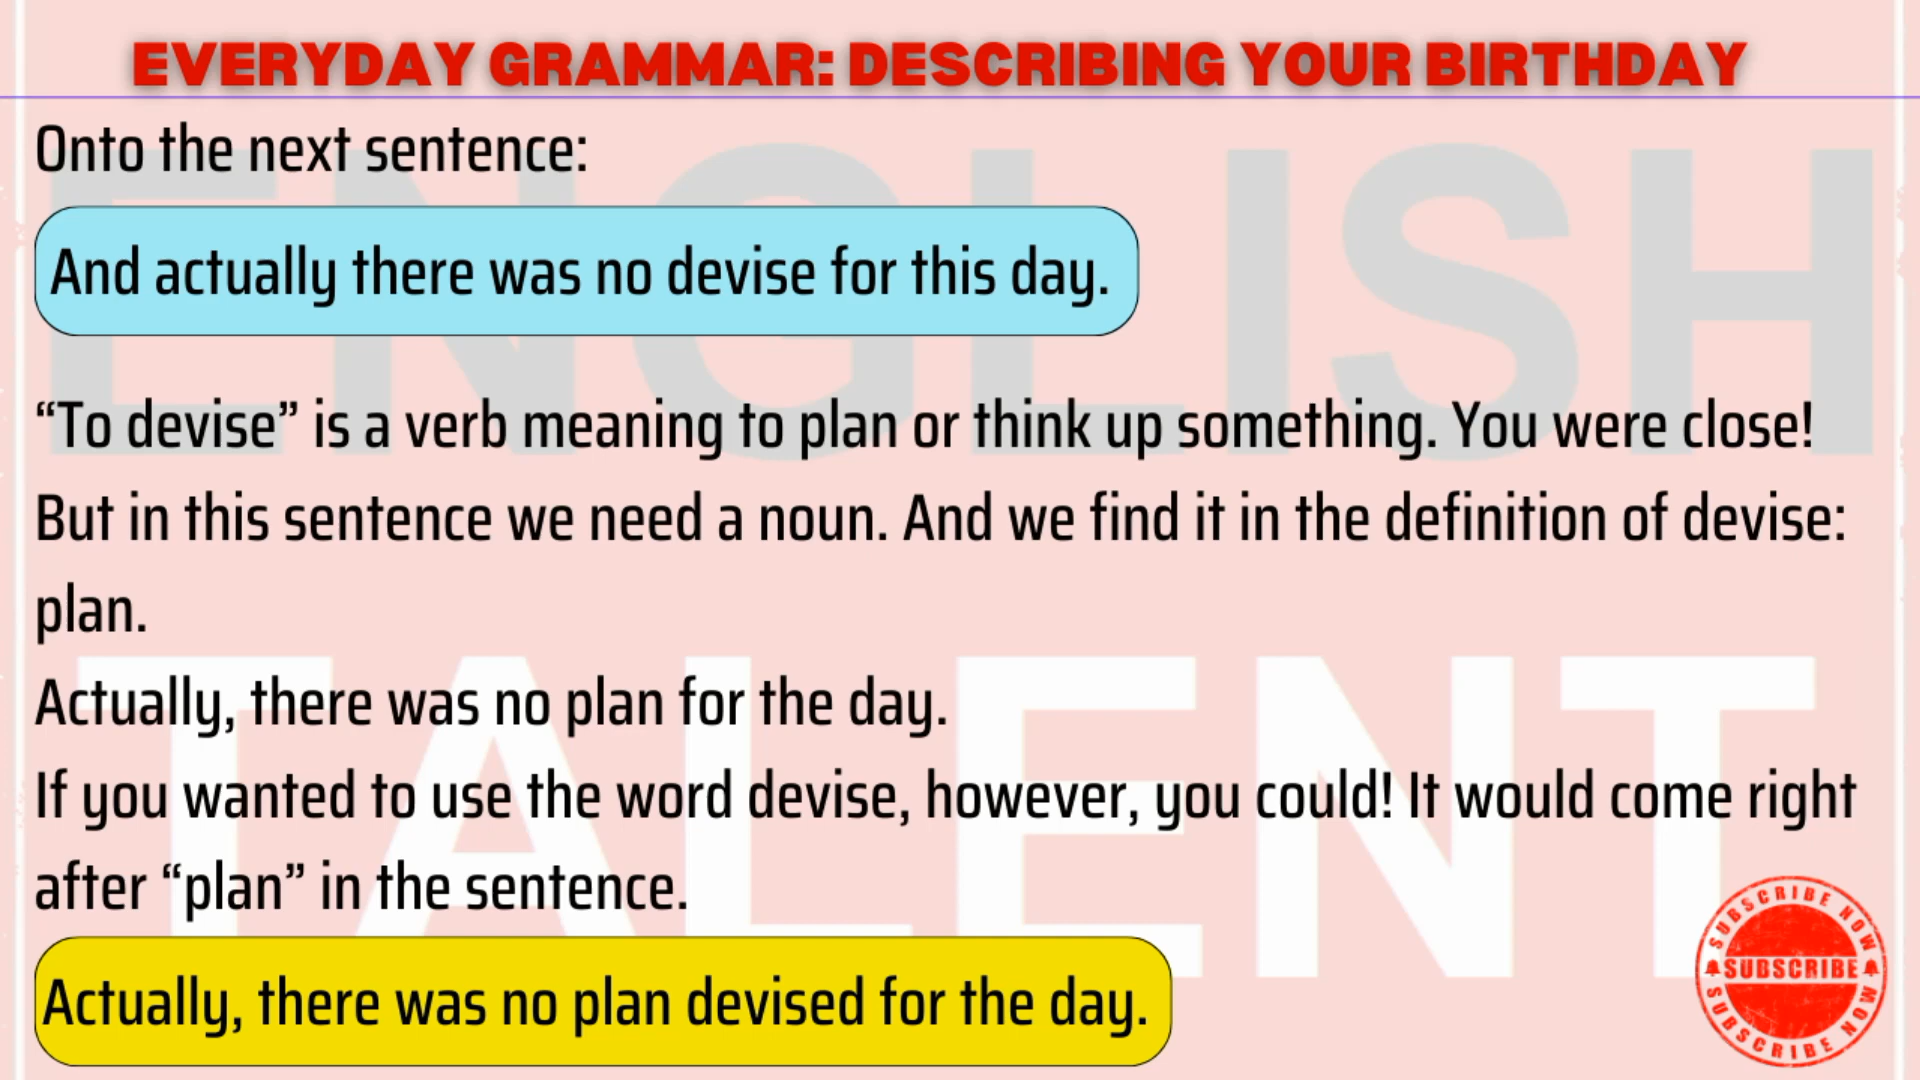 EVERYDAY GRAMMAR: DESCRIBING YOUR BIRTHDAY
Onto the next sentence:
And actually there was no devise for this day.
“To devise” is a verb meaning to plan or think up something. You were close!
But in this sentence we need a noun. And we find it in the definition of devise:
plan.
Actually, there was no plan for the day.
If you wanted to use the word devise, however, you could! It would come right
after “plan” in the sentence.
Actually, there was no plan devised for the day.
ENGLISH
TALENT
SUBSCRIBE NOW
SUBSCRIBE
SUBSCRIBE NOW